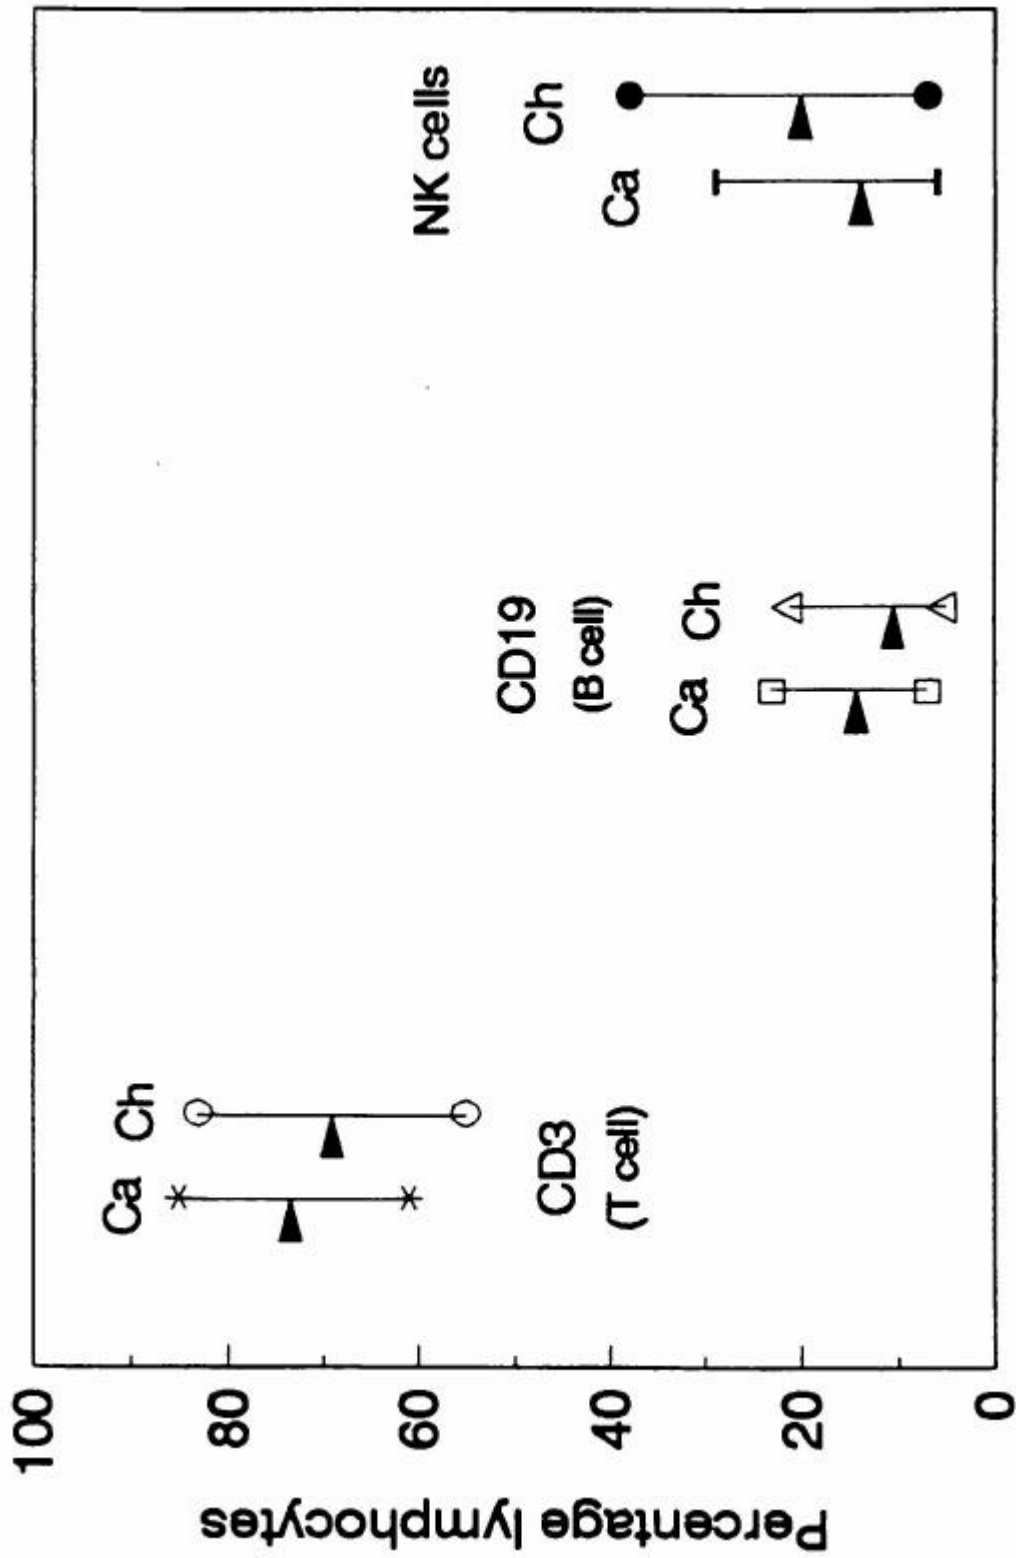 Percentage lymphocytes
100
80
60
40
20
0
Ca Ch
CD3
(T cell)
CD19
(B cell)
Ca Ch
NK cells
Ca Ch